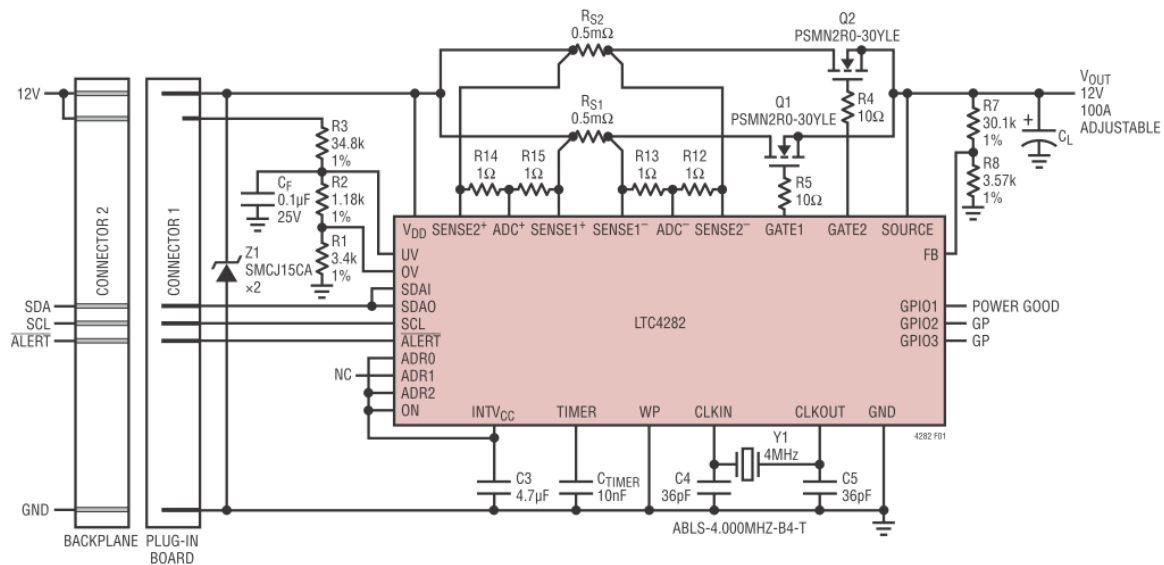 RS2
0.5mΩ
Q2
PSMN2R0-30YLE
12V
RS1
0.5mΩ
Q1
PSMN2R0-30YLE
R4
10Ω
VOUT
12V
100A
ADJUSTABLE
R7
30.1k
1%
+
CL
R3
34.8k
1%
R14
1Ω
R15
1Ω
R13
1Ω
R12
1Ω
R5
10Ω
R8
3.57k
1%
CF
0.1µF
25V
R2
1.18k
1%
R1
3.4k
1%
Z1
SMCJ15CA
×2
CONNECTOR 2
CONNECTOR 1
VDD
SENSE2+
ADC+
SENSE1+
SENSE1−
ADC−
SENSE2−
GATE1
GATE2
SOURCE
UV
OV
SDAI
SDAO
SCL
ALERT
ADR0
ADR1
ADR2
ON
FB
GPIO1
GPIO2
GPIO3
POWER GOOD
GP
GP
LTC4282
SDA
SCL
ALERT
NC
INTVCC
TIMER
WP
CLKIN
CLKOUT
GND
4282 F01
Y1
4MHz
C3
4.7µF
CTIMER
10nF
C4
36pF
C5
36pF
GND
ABLS-4.000MHZ-B4-T
BACKPLANE
PLUG-IN
BOARD